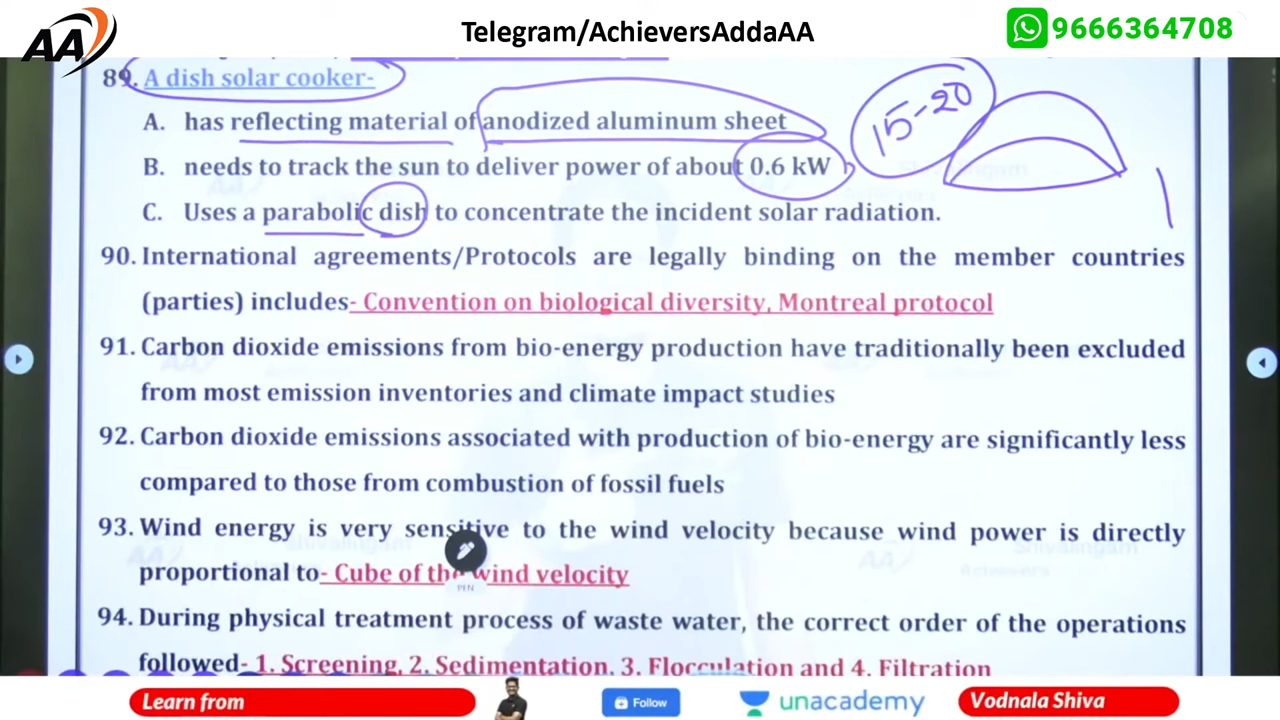 AA
Telegram/AchieversAddaAA
9666364708
89. A dish solar cooker-
15-20
A. has reflecting material of anodized aluminum sheet
B. needs to track the sun to deliver power of about 0.6 kW
C. Uses a parabolic dish to concentrate the incident solar radiation.
90. International agreements/Protocols are legally binding on the member countries
(parties) includes- Convention on biological diversity, Montreal protocol
91. Carbon dioxide emissions from bio-energy production have traditionally been excluded
from most emission inventories and climate impact studies
92. Carbon dioxide emissions associated with production of bio-energy are significantly less
compared to those from combustion of fossil fuels
93. Wind energy is very sensitive to the wind velocity because wind power is directly
proportional to- Cube of the wind velocity
PEN
94. During physical treatment process of waste water, the correct order of the operations
followed- 1. Screening, 2. Sedimentation, 3. Flocculation and 4. Filtration
Learn from
Follow
unacademy
Vodnala Shiva